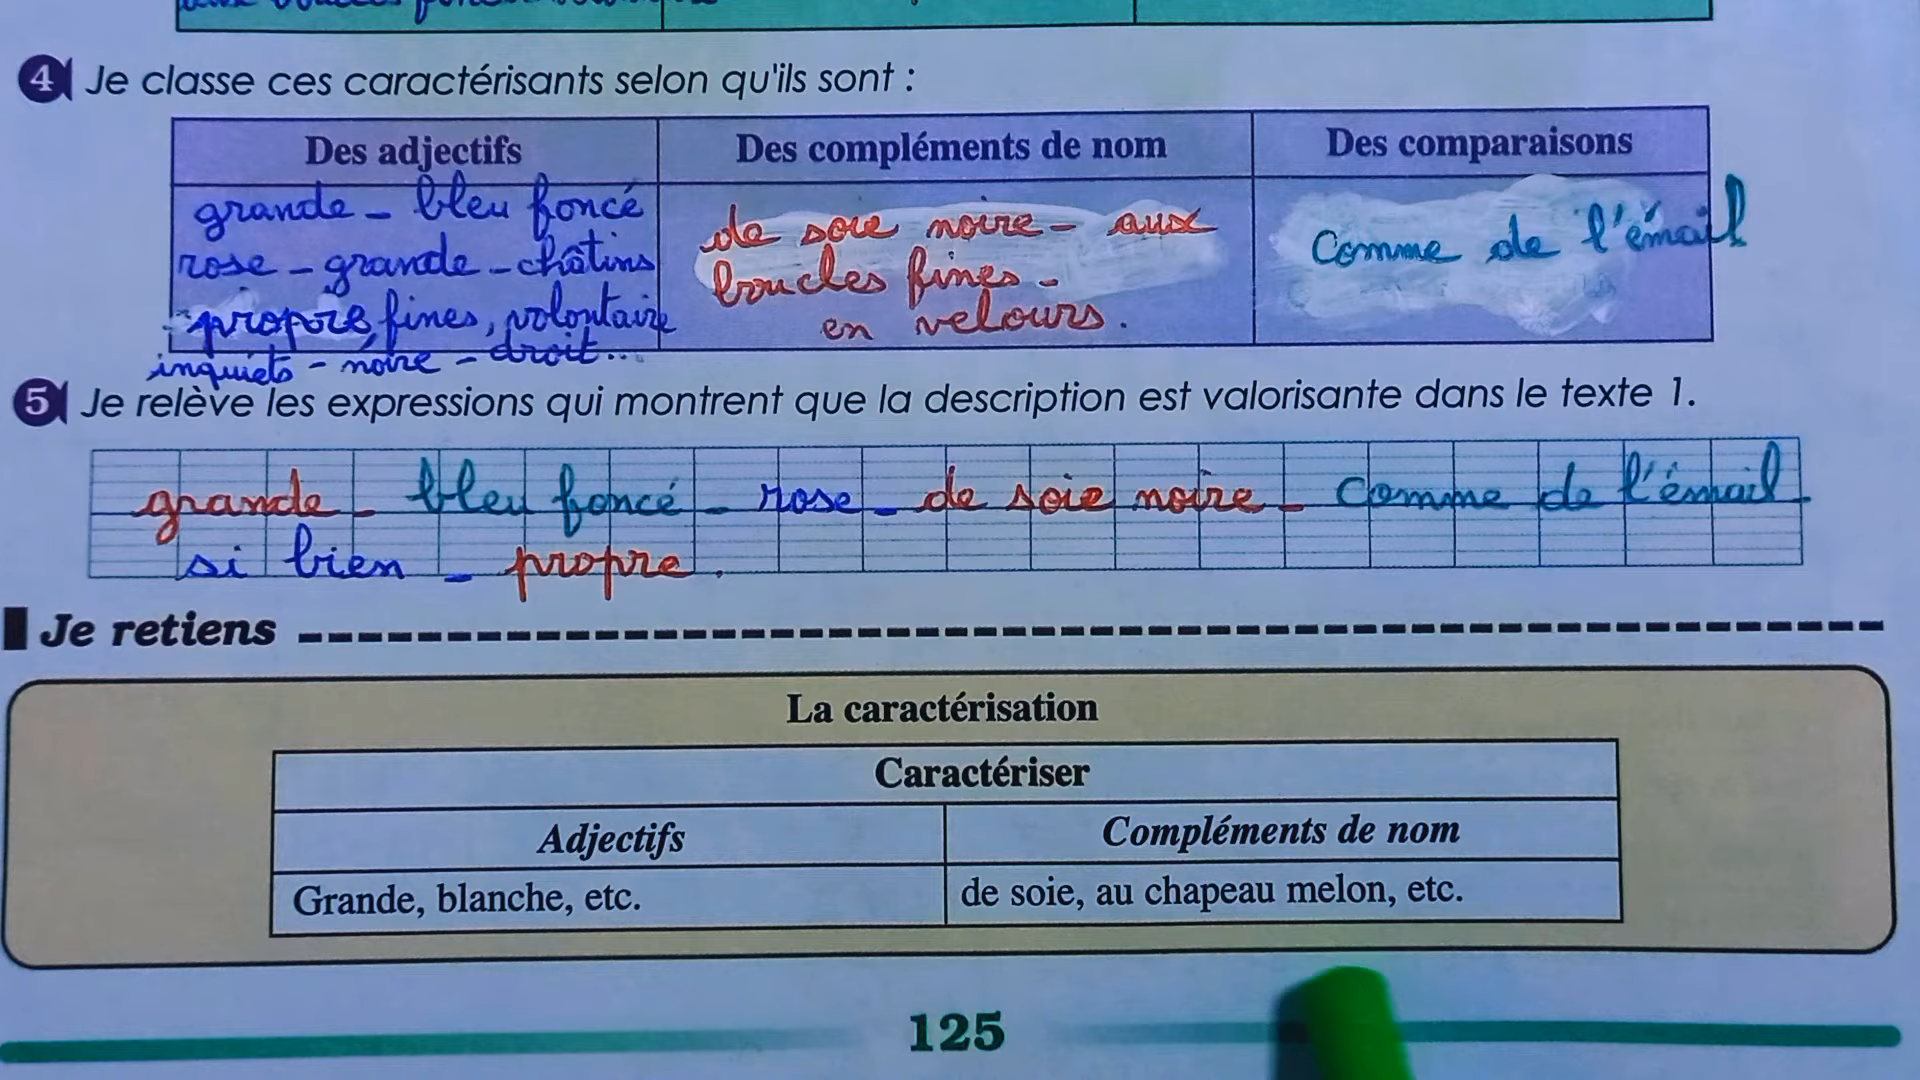 4 Je classe ces caractérisants selon qu'ils sont :
Des adjectifs Des compléments de nom Des comparaisons
grande - bleu foncé
rose - grande - châtins
propre, fines, volontaire
inquiets - noire - droit...
de soie noire - aux
boucles fines -
en velours.
Comme de l'émail
5 Je relève les expressions qui montrent que la description est valorisante dans le texte 1.
grande - bleu foncé - rose - de soie noire - Comme de l'émail -
si bien - propre.
Je retiens
La caractérisation
Caractériser
Adjectifs Compléments de nom
Grande, blanche, etc. de soie, au chapeau melon, etc.
125